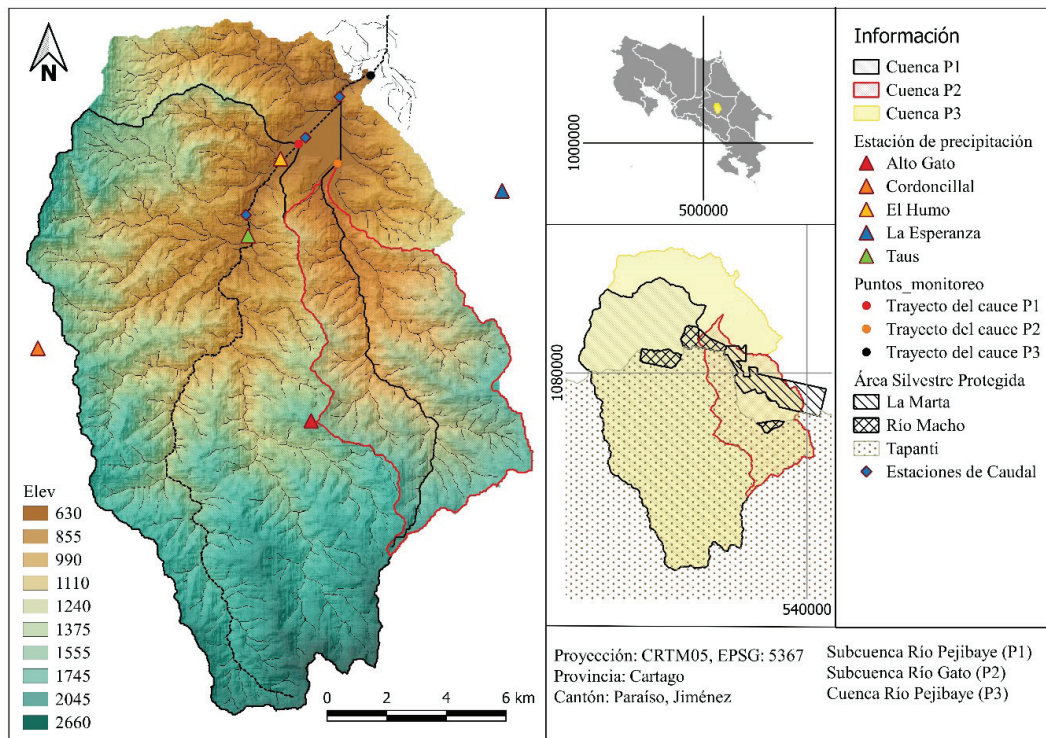 N
Elev
630
855
990
1110
1240
1375
1555
1745
2045
2660
0 2 4 6 km
1000000
500000
1080000
540000
Proyección: CRTM05, EPSG: 5367
Provincia: Cartago
Cantón: Paraíso, Jiménez
Subcuenca Río Pejibaye (P1)
Subcuenca Río Gato (P2)
Cuenca Río Pejibaye (P3)
Información
Cuenca P1
Cuenca P2
Cuenca P3
Estación de precipitación
Alto Gato
Cordoncillal
El Humo
La Esperanza
Taus
Puntos_monitoreo
Trayecto del cauce P1
Trayecto del cauce P2
Trayecto del cauce P3
Área Silvestre Protegida
La Marta
Río Macho
Tapantí
Estaciones de Caudal